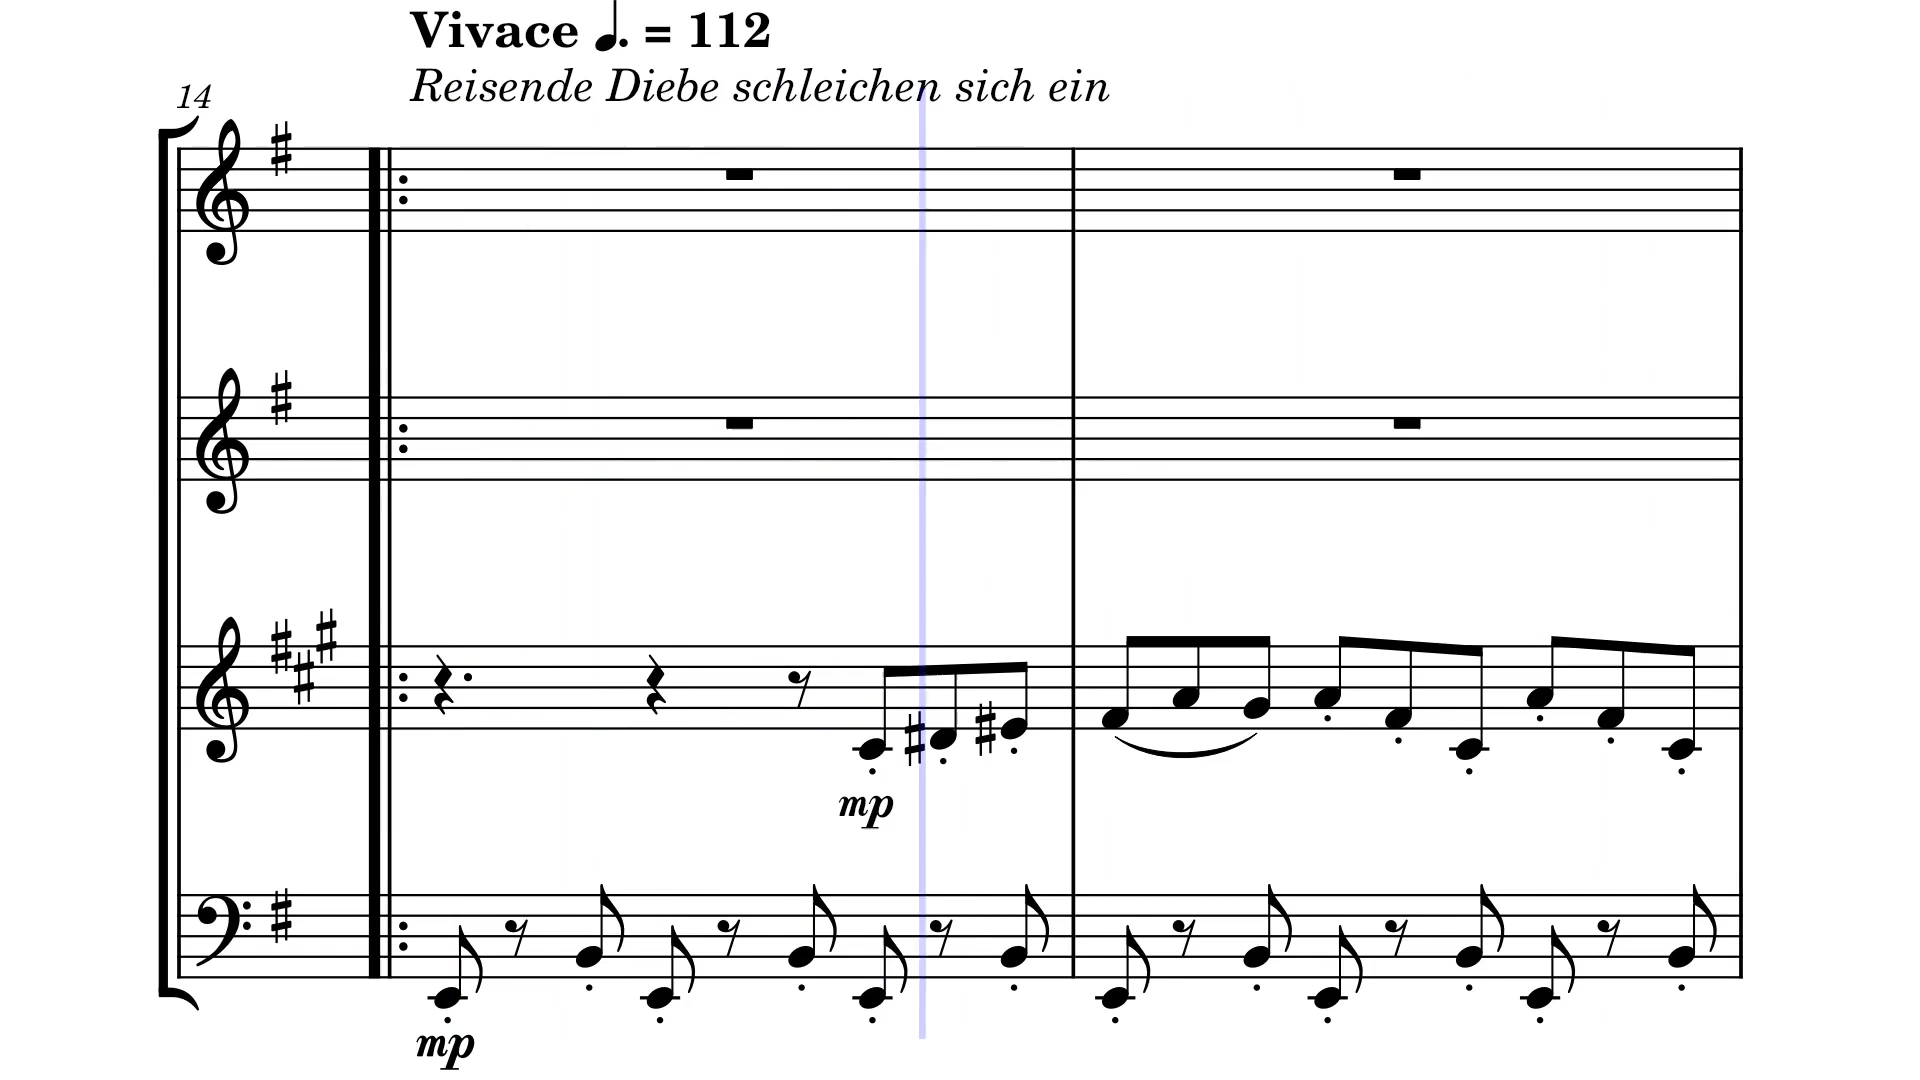 Vivace ♩. = 112
Reisende Diebe schleichen sich ein
14
mp
mp